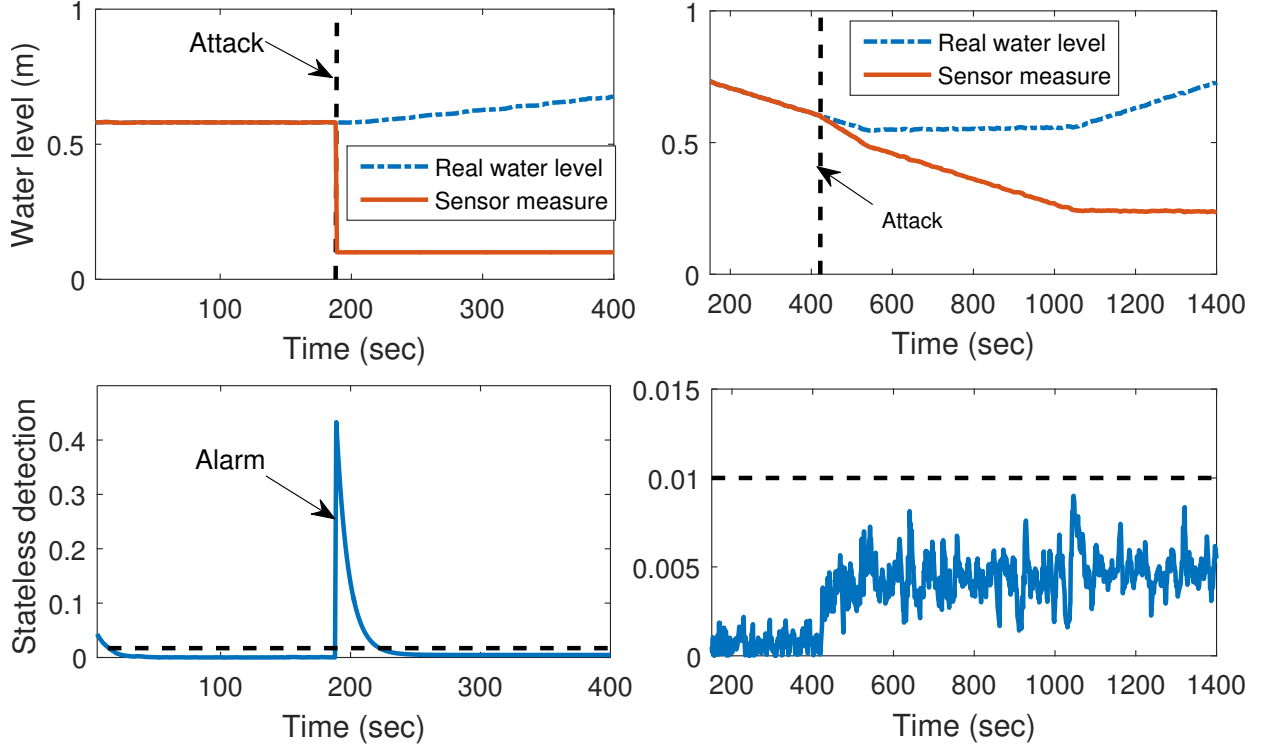 Water level (m)
1
0.5
0
Attack
Real water level
Sensor measure
100
200
300
400
Time (sec)
1
0.5
0
Real water level
Sensor measure
Attack
200
400
600
800
1000
1200
1400
Time (sec)
Stateless detection
0.4
0.3
0.2
0.1
0
Alarm
100
200
300
400
Time (sec)
0.015
0.01
0.005
0
200
400
600
800
1000
1200
1400
Time (sec)